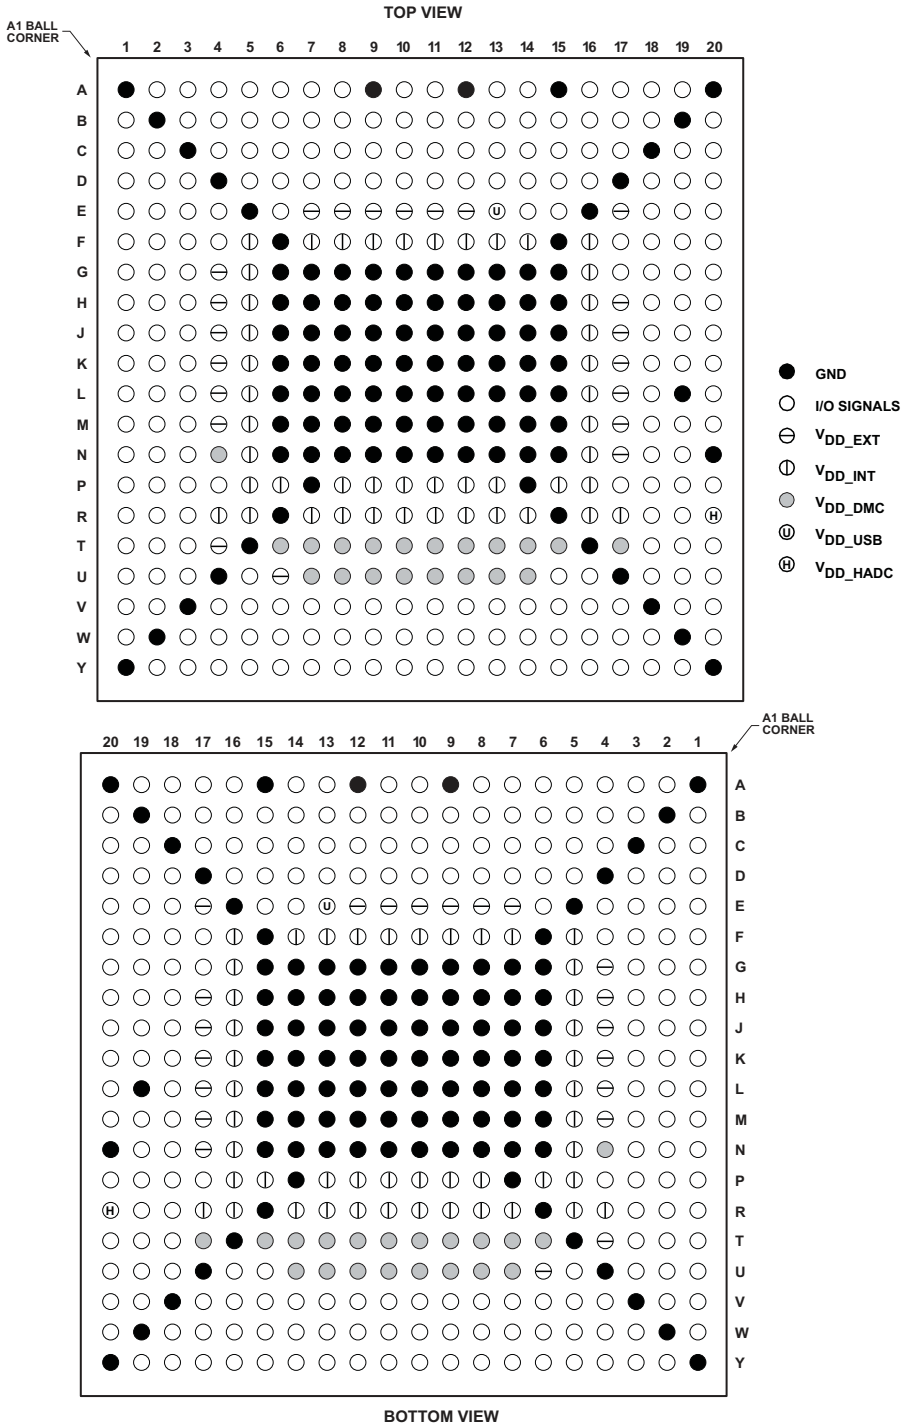 TOP VIEW
A1 BALL
CORNER
1 2 3 4 5 6 7 8 9 10 11 12 13 14 15 16 17 18 19 20
A
B
C
D
E U
F
G
H
J
K
L
M
N
P
R H
T
U
V
W
Y
GND
I/O SIGNALS
VDD_EXT
VDD_INT
VDD_DMC
U VDD_USB
H VDD_HADC
A1 BALL
CORNER
20 19 18 17 16 15 14 13 12 11 10 9 8 7 6 5 4 3 2 1
A
B
C
D
U E
F
G
H
J
K
L
M
N
P
H R
T
U
V
W
Y
BOTTOM VIEW